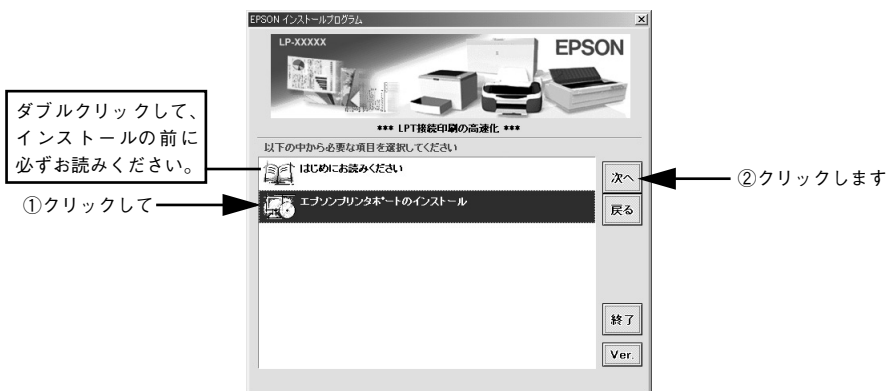 EPSON インストールプログラム
LP-XXXXX
EPSON
*** LPT接続印刷の高速化 ***
以下の中から必要な項目を選択してください
ダブルクリックして、
インストールの前に
必ずお読みください。
はじめにお読みください
次へ
②クリックします
①クリックして
エプソンプリンタポートのインストール
戻る
終了
Ver.